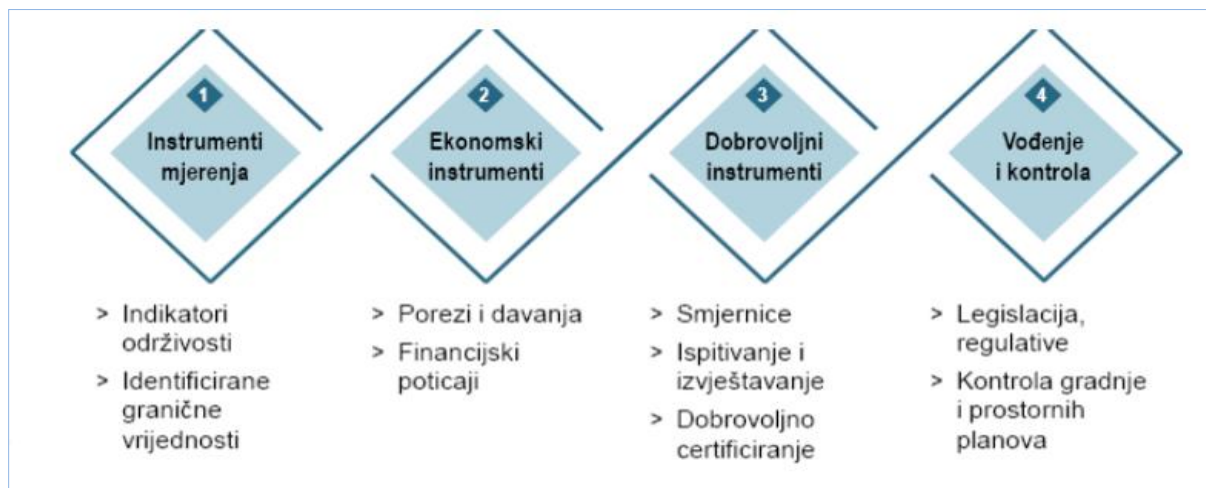 1
Instrumenti
mjerenja
> Indikatori
održivosti
> Identificirane
granične
vrijednosti
2
Ekonomski
instrumenti
> Porezi i davanja
> Financijski
poticaji
3
Dobrovoljni
instrumenti
> Smjernice
> Ispitivanje i
izvještavanje
> Dobrovoljno
certificiranje
4
Vođenje
i kontrola
> Legislacija,
regulative
> Kontrola gradnje
i prostornih
planova